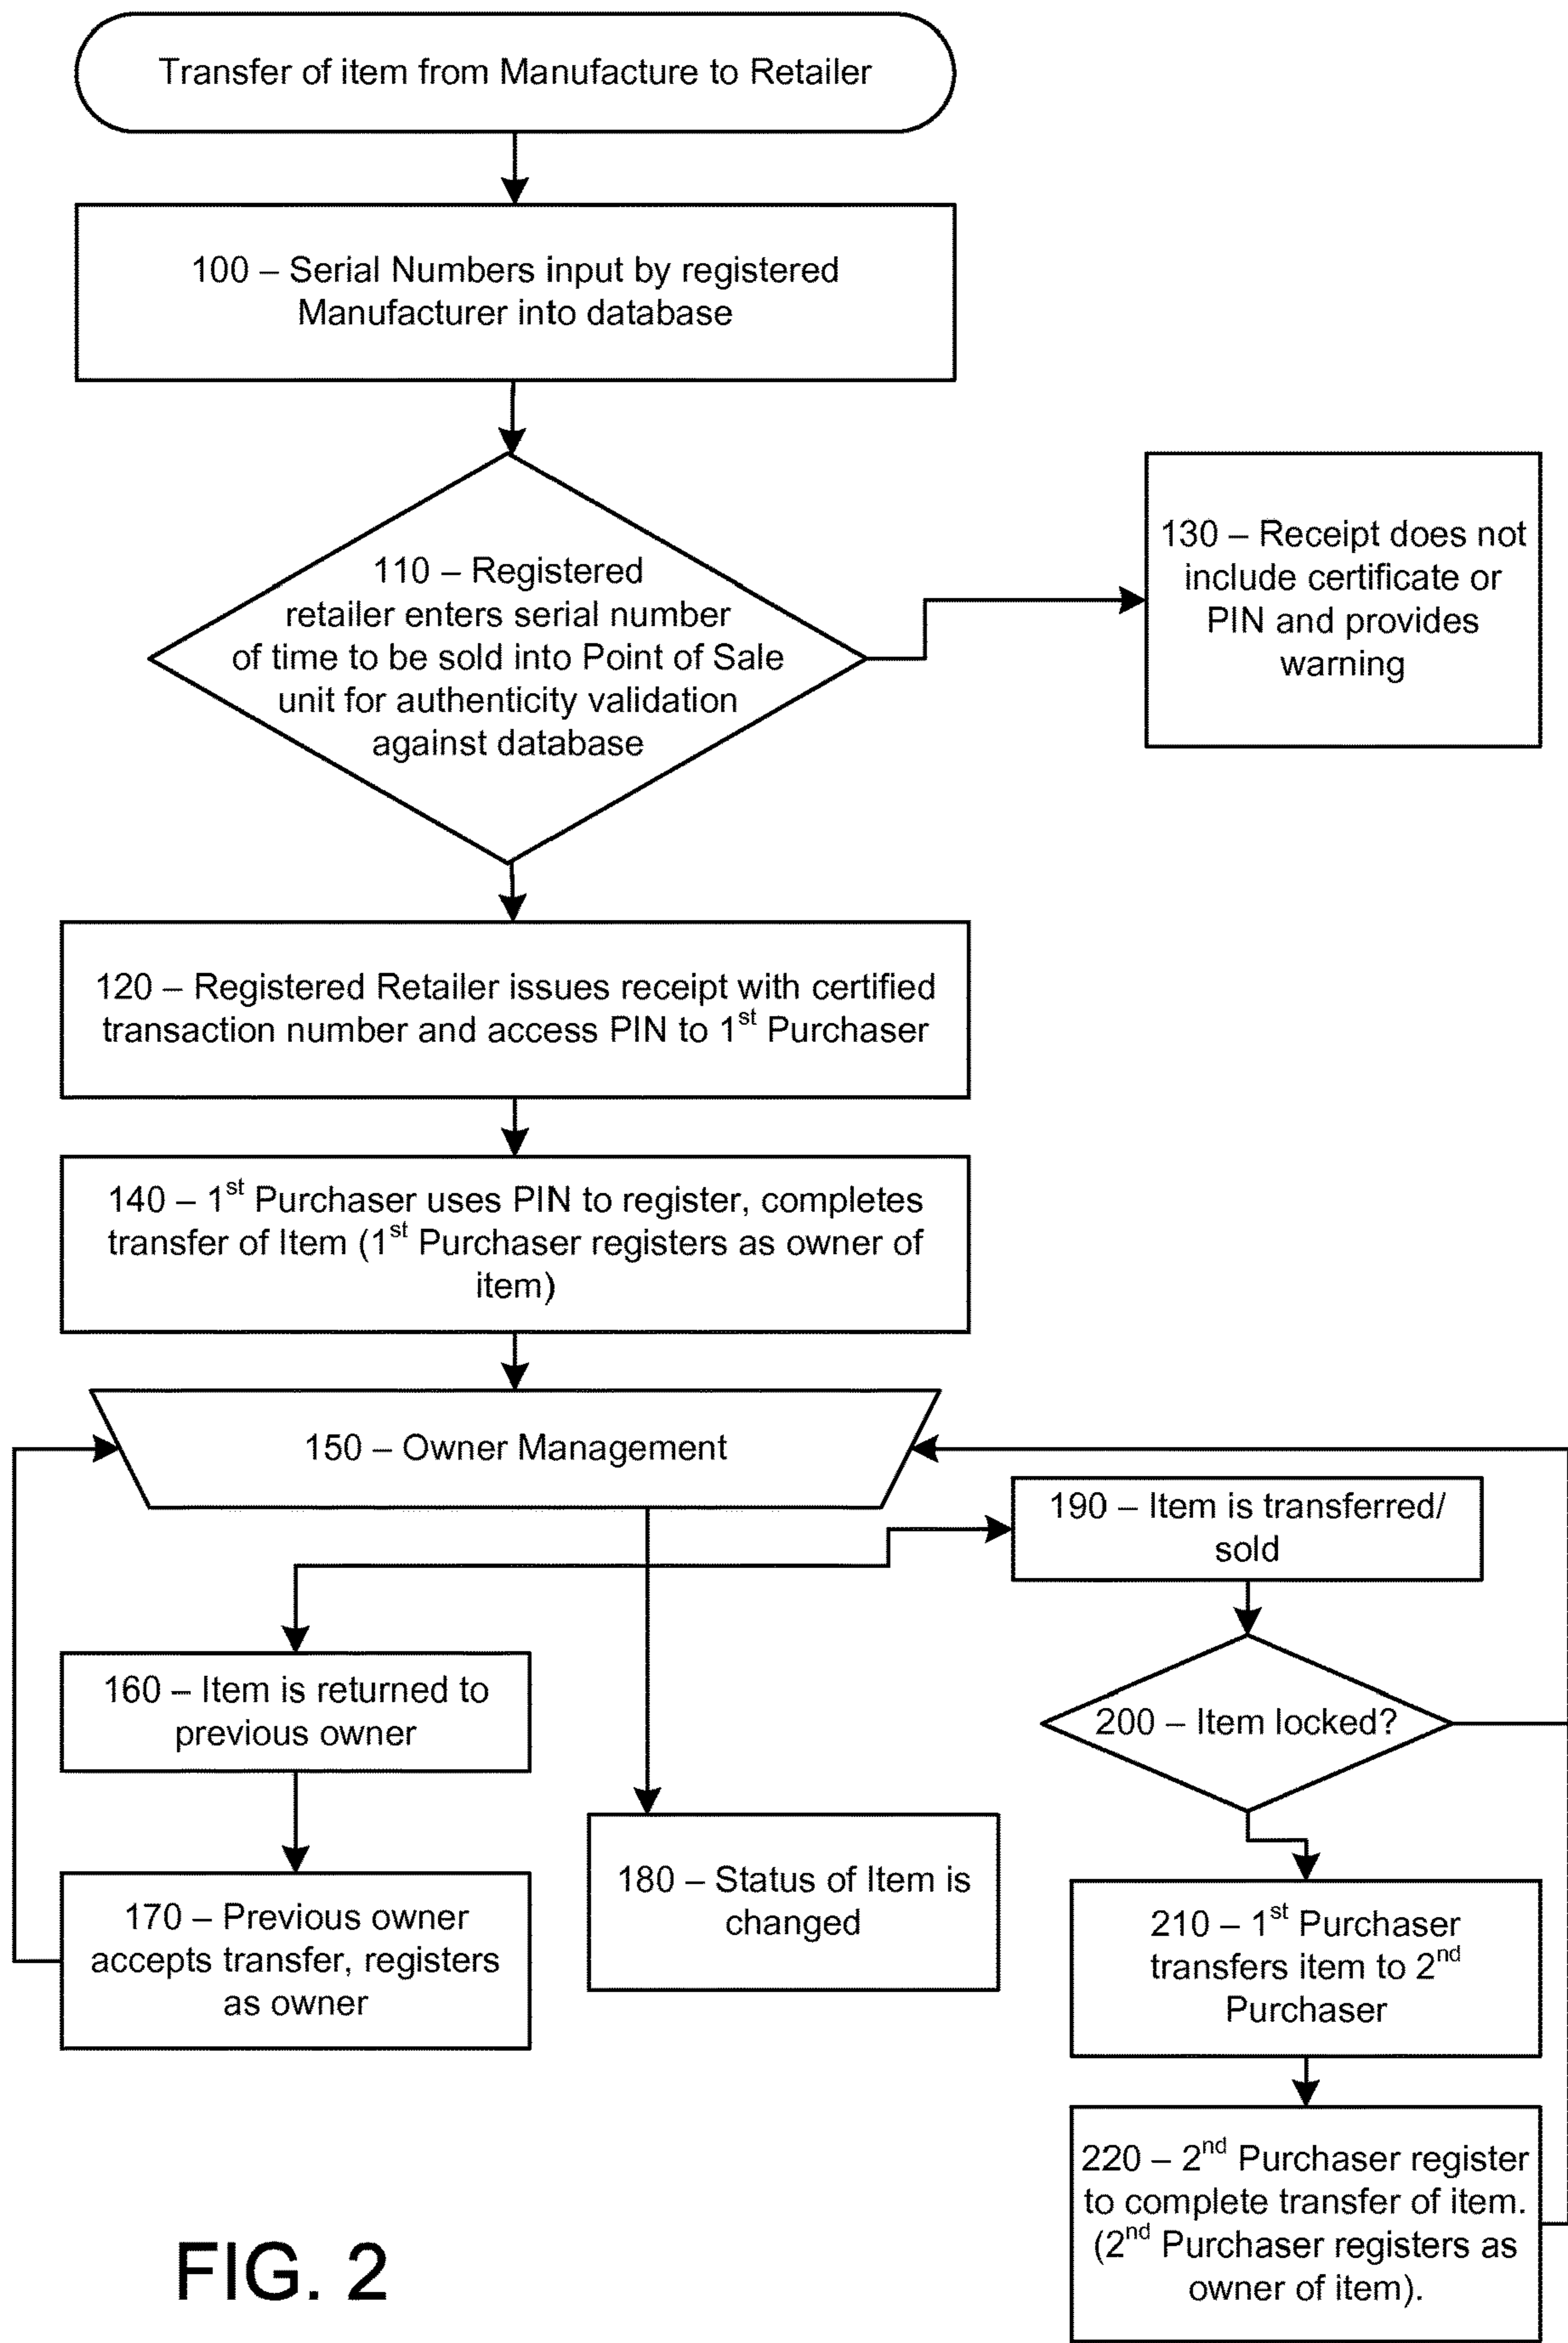 Transfer of item from Manufacture to Retailer
100 – Serial Numbers input by registered
Manufacturer into database
110 – Registered
retailer enters serial number
of time to be sold into Point of Sale
unit for authenticity validation
against database
130 – Receipt does not
include certificate or
PIN and provides
warning
120 – Registered Retailer issues receipt with certified
transaction number and access PIN to 1st Purchaser
140 – 1st Purchaser uses PIN to register, completes
transfer of Item (1st Purchaser registers as owner of
item)
150 – Owner Management
190 – Item is transferred/
sold
160 – Item is returned to
previous owner
200 – Item locked?
170 – Previous owner
accepts transfer, registers
as owner
180 – Status of Item is
changed
210 – 1st Purchaser
transfers item to 2nd
Purchaser
220 – 2nd Purchaser register
to complete transfer of item.
(2nd Purchaser registers as
owner of item).
FIG. 2